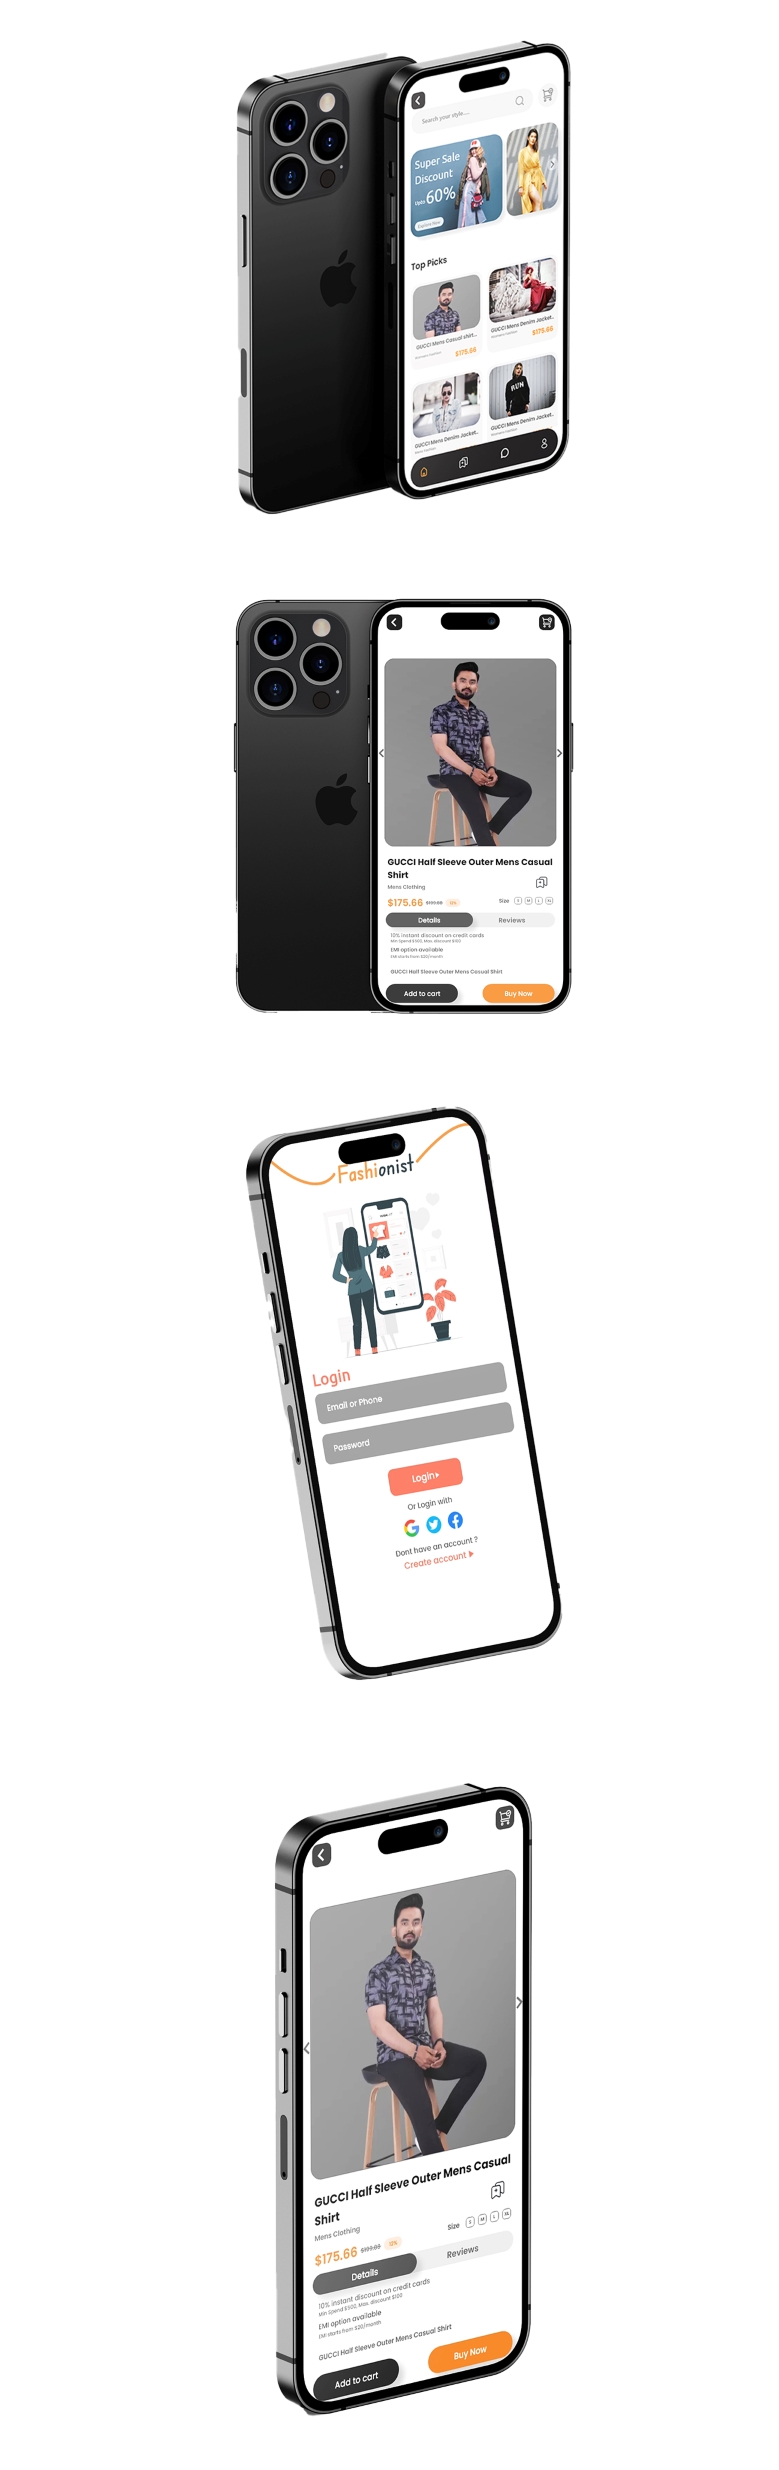 Search your style....
Super Sale
Discount
Upto 60%
Explore Now
Top Picks
GUCCI Mens Casual shirt...
Womens Fashion
$175.66
GUCCI Mens Denim Jacket..
Womens Fashion
$175.66
RUN
GUCCI Mens Denim Jacket..
Mens Fashion
GUCCI Mens Denim Jacket..
Womens Fashion
GUCCI Half Sleeve Outer Mens Casual
Shirt
Mens Clothing
$175.66 $199.69 12%
Size S M L XL
Details
Reviews
10% instant discount on credit cards
Min Spend $500, Max. discount $100
EMI option available
EMI starts from $20/month
GUCCI Half Sleeve Outer Mens Casual Shirt
Add to cart
Buy Now
Fashionist
Login
Email or Phone
Password
Login
Or Login with
Dont have an account ?
Create account
GUCCI Half Sleeve Outer Mens Casual
Shirt
Mens Clothing
Size S M L XL
$175.66 $199.69 12%
Details
Reviews
10% instant discount on credit cards
Min Spend $500, Max. discount $100
EMI option available
EMI starts from $20/month
GUCCI Half Sleeve Outer Mens Casual Shirt
Add to cart
Buy Now